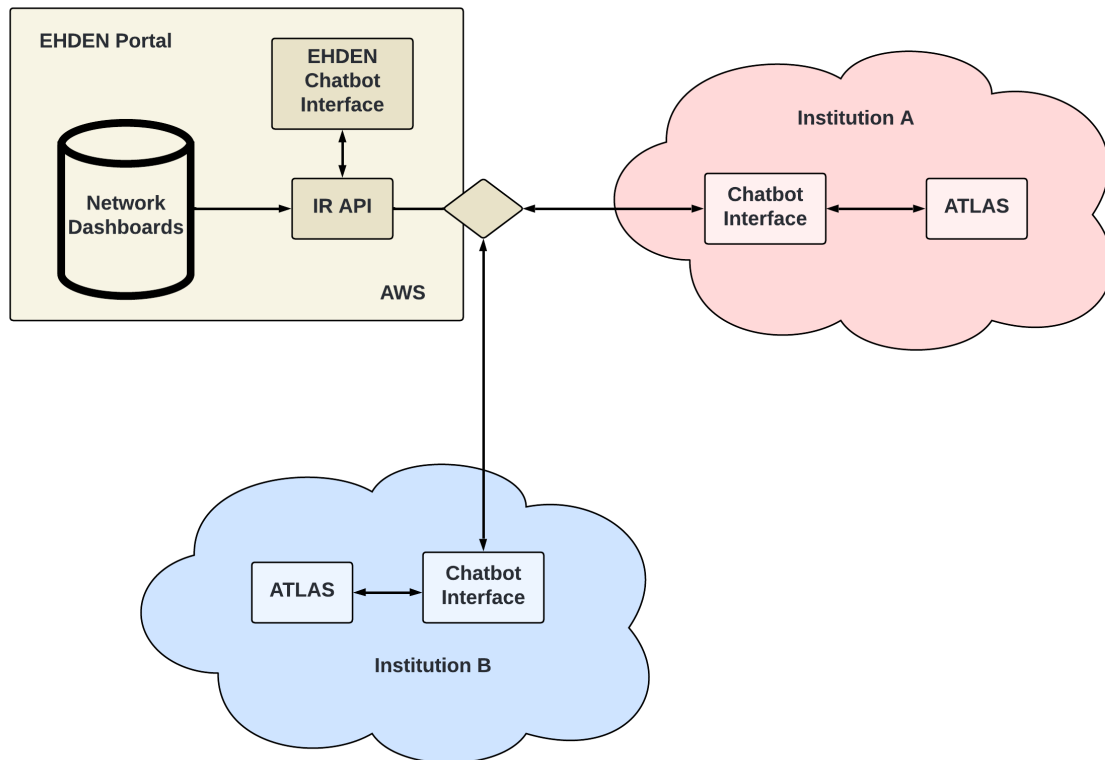 EHDEN Portal
EHDEN
Chatbot
Interface
Network
Dashboards
IR API
AWS
Institution A
Chatbot
Interface
ATLAS
ATLAS
Chatbot
Interface
Institution B